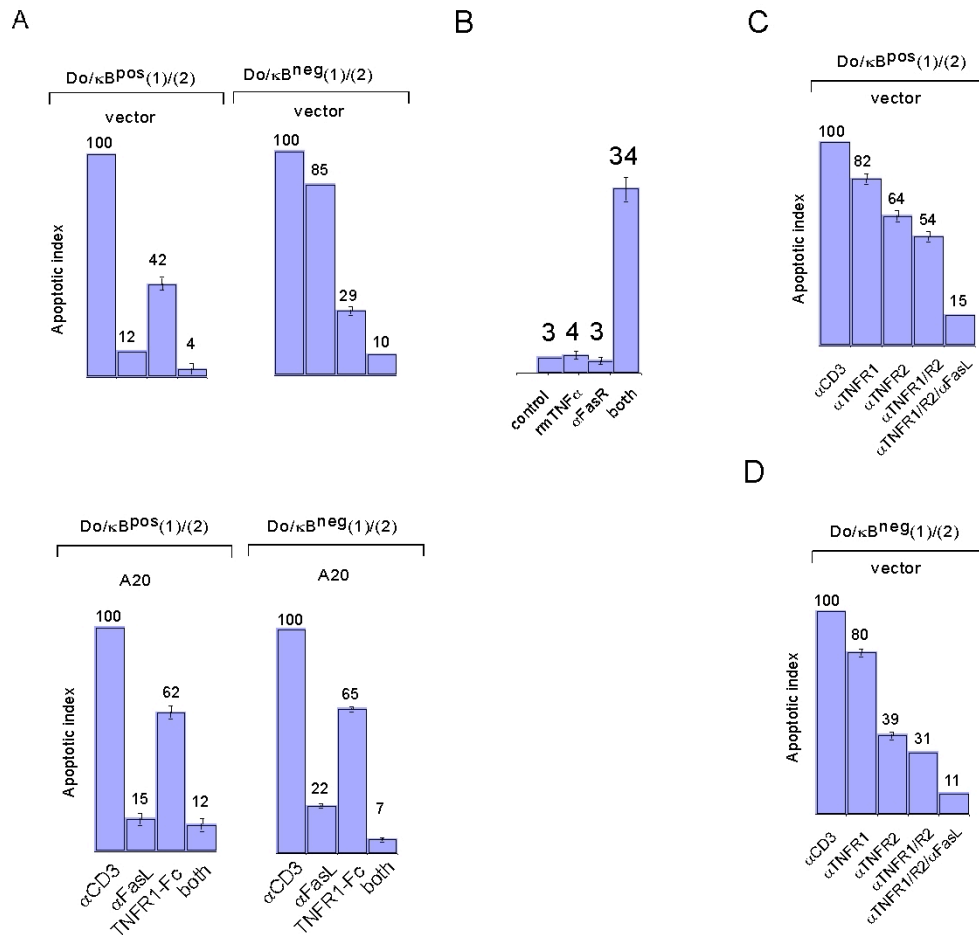 A
Do/κBpos(1)/(2)
Do/κBneg(1)/(2)
vector
vector
Apoptotic index
100
12
42
4
100
85
29
10
Do/κBpos(1)/(2)
Do/κBneg(1)/(2)
A20
A20
Apoptotic index
100
15
62
12
100
22
65
7
αCD3
αFasL
TNFR1-Fc
both
αCD3
αFasL
TNFR1-Fc
both
B
3
4
3
34
control
rmTNFα
αFasR
both
C
Do/κBpos(1)/(2)
vector
Apoptotic index
100
82
64
54
15
αCD3
αTNFR1
αTNFR2
αTNFR1/R2
αTNFR1/R2/αFasL
D
Do/κBneg(1)/(2)
vector
Apoptotic index
100
80
39
31
11
αCD3
αTNFR1
αTNFR2
αTNFR1/R2
αTNFR1/R2/αFasL